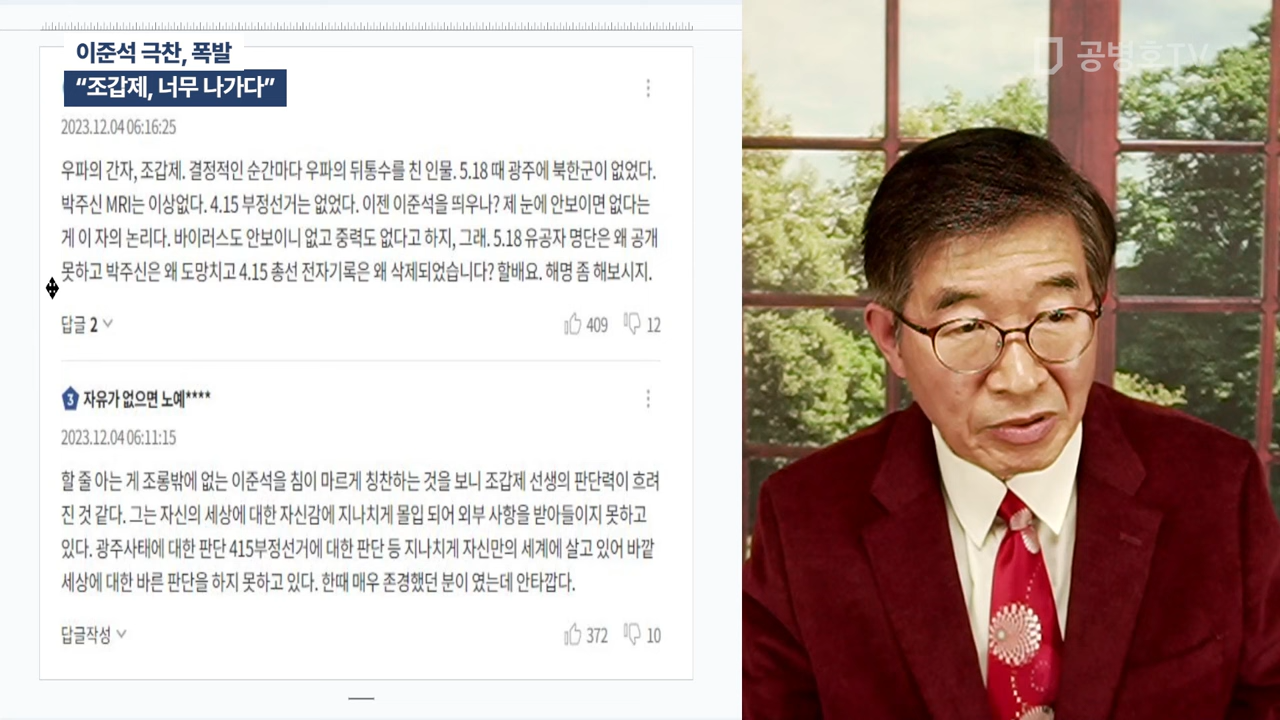 이준석 극찬, 폭발
“조갑제, 너무 나가다”
2023.12.04 06:16:25
우파의 간자, 조갑제. 결정적인 순간마다 우파의 뒤통수를 친 인물. 5.18 때 광주에 북한군이 없었다.
박주신 MRI는 이상없다. 4.15 부정선거는 없었다. 이젠 이준석을 띄우나? 제 눈에 안보이면 없다는
게 이 자의 논리다. 바이러스도 안보이니 없고 중력도 없다고 하지, 그래. 5.18 유공자 명단은 왜 공개
못하고 박주신은 왜 도망치고 4.15 총선 전자기록은 왜 삭제되었습니다? 할배요. 해명 좀 해보시지.
답글 2
409
12
3 자유가 없으면 노예****
2023.12.04 06:11:15
할 줄 아는 게 조롱밖에 없는 이준석을 침이 마르게 칭찬하는 것을 보니 조갑제 선생의 판단력이 흐려
진 것 같다. 그는 자신의 세상에 대한 자신감에 지나치게 몰입 되어 외부 사항을 받아들이지 못하고
있다. 광주사태에 대한 판단 415부정선거에 대한 판단 등 지나치게 자신만의 세계에 살고 있어 바깥
세상에 대한 바른 판단을 하지 못하고 있다. 한때 매우 존경했던 분이 였는데 안타깝다.
답글작성
372
10
공병호TV